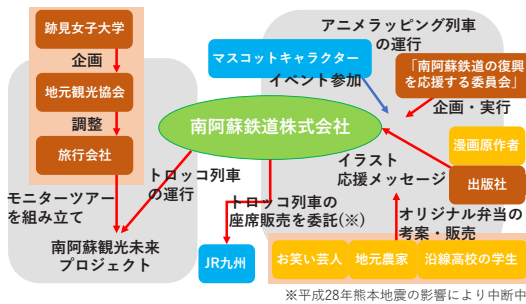 跡見女子大学
企画
地元観光協会
調整
旅行会社
モニターツアー
を組み立て
南阿蘇観光未来
プロジェクト
トロッコ列車
の運行
南阿蘇鉄道株式会社
マスコットキャラクター
イベント参加
アニメラッピング列車
の運行
「南阿蘇鉄道の復興
を応援する委員会」
企画・実行
漫画原作者
出版社
イラスト
応援メッセージ
トロッコ列車の
座席販売を委託(※)
JR九州
オリジナル弁当の
考案・販売
お笑い芸人
地元農家
沿線高校の学生
※平成28年熊本地震の影響により中断中